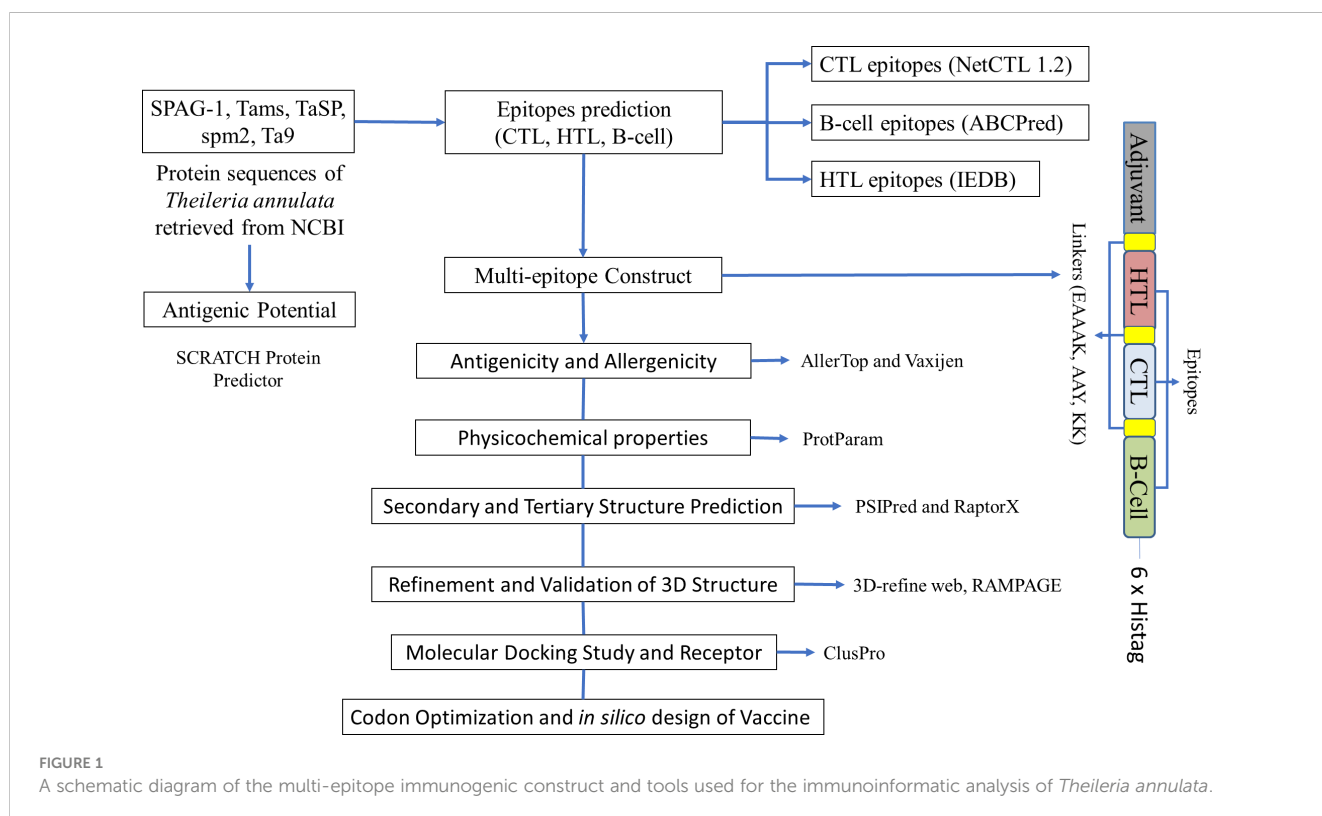 SPAG-1, Tams, TaSP,
spm2, Ta9
Protein sequences of
Theileria annulata
retrieved from NCBI
Antigenic Potential
SCRATCH Protein
Predictor
Epitopes prediction
(CTL, HTL, B-cell)
CTL epitopes (NetCTL 1.2)
B-cell epitopes (ABCPred)
HTL epitopes (IEDB)
Multi-epitope Construct
Antigenicity and Allergenicity
AllerTop and Vaxijen
Physicochemical properties
ProtParam
Secondary and Tertiary Structure Prediction
PSIPred and RaptorX
Refinement and Validation of 3D Structure
3D-refine web, RAMPAGE
Molecular Docking Study and Receptor
ClusPro
Codon Optimization and in silico design of Vaccine
Linkers (EAAAK, AAY, KK)
Adjuvant
HTL
CTL
B-Cell
6 x Histag
Epitopes
FIGURE 1
A schematic diagram of the multi-epitope immunogenic construct and tools used for the immunoinformatic analysis of Theileria annulata.